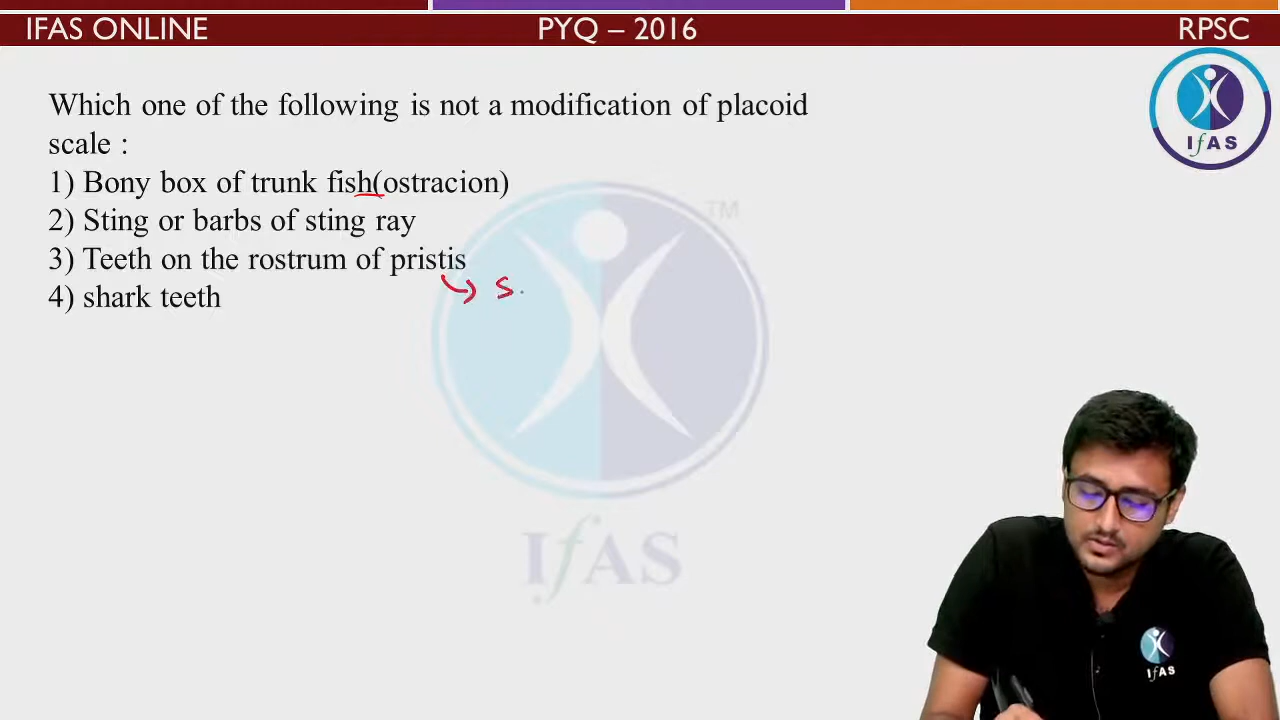 IFAS ONLINE
PYQ – 2016
RPSC
Which one of the following is not a modification of placoid
scale :
1) Bony box of trunk fish(ostracion)
2) Sting or barbs of sting ray
3) Teeth on the rostrum of pristis
4) shark teeth
S
IfAS
TM
IfAS
IfAS